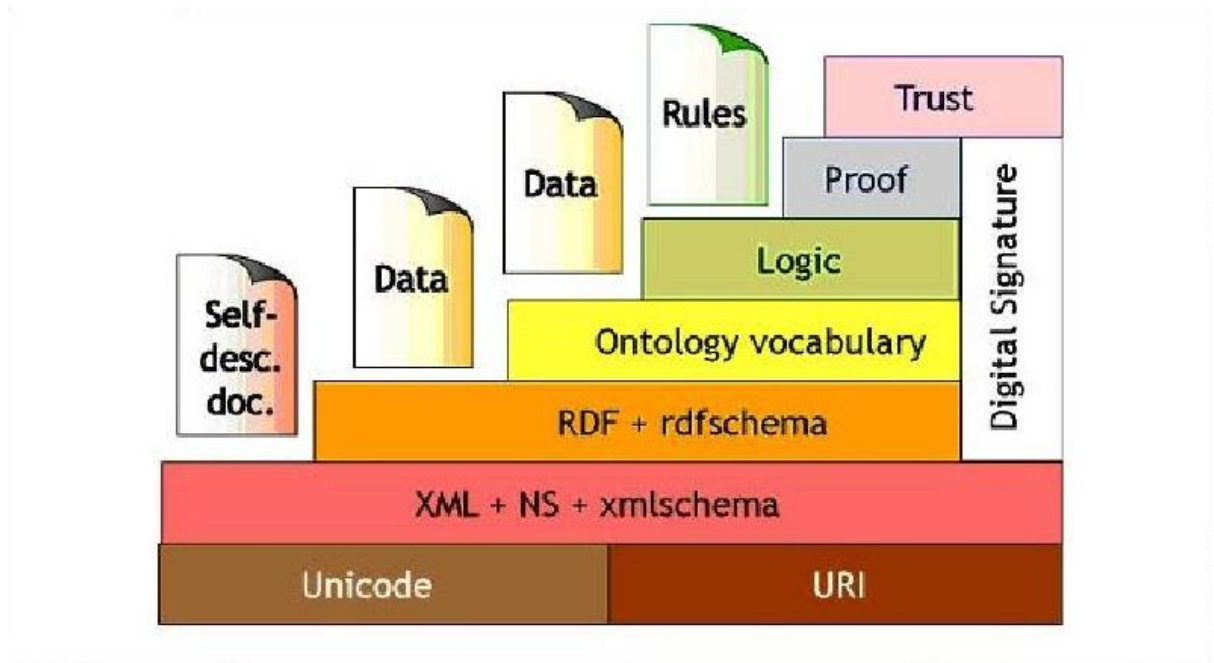 Rules
Trust
Data
Proof
Data
Logic
Self-
desc.
doc.
Ontology vocabulary
Digital Signature
RDF + rdfschema
XML + NS + xmlschema
Unicode
URI